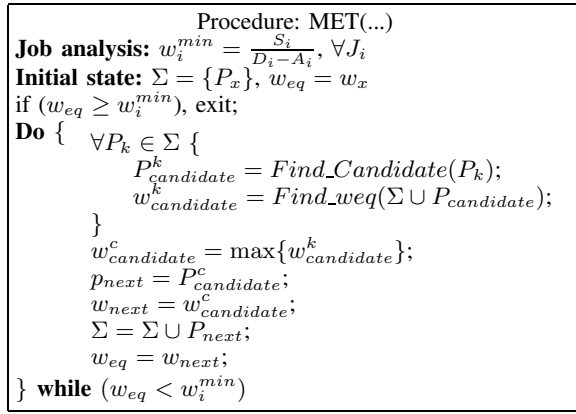 Procedure: MET(...)
Job analysis: $w_i^{min} = \frac{S_i}{D_i - A_i}$, $\forall J_i$
Initial state: $\Sigma = \{P_x\}$, $w_{eq} = w_x$
if ($w_{eq} \geq w_i^{min}$), exit;
Do {
$\forall P_k \in \Sigma$ {
$P_{candidate}^k = Find\_Candidate(P_k)$;
$w_{candidate}^k = Find\_weq(\Sigma \cup P_{candidate})$;
}
$w_{candidate}^c = \max\{w_{candidate}^k\}$;
$p_{next} = P_{candidate}^c$;
$w_{next} = w_{candidate}^c$;
$\Sigma = \Sigma \cup P_{next}$;
$w_{eq} = w_{next}$;
} while ($w_{eq} < w_i^{min}$)